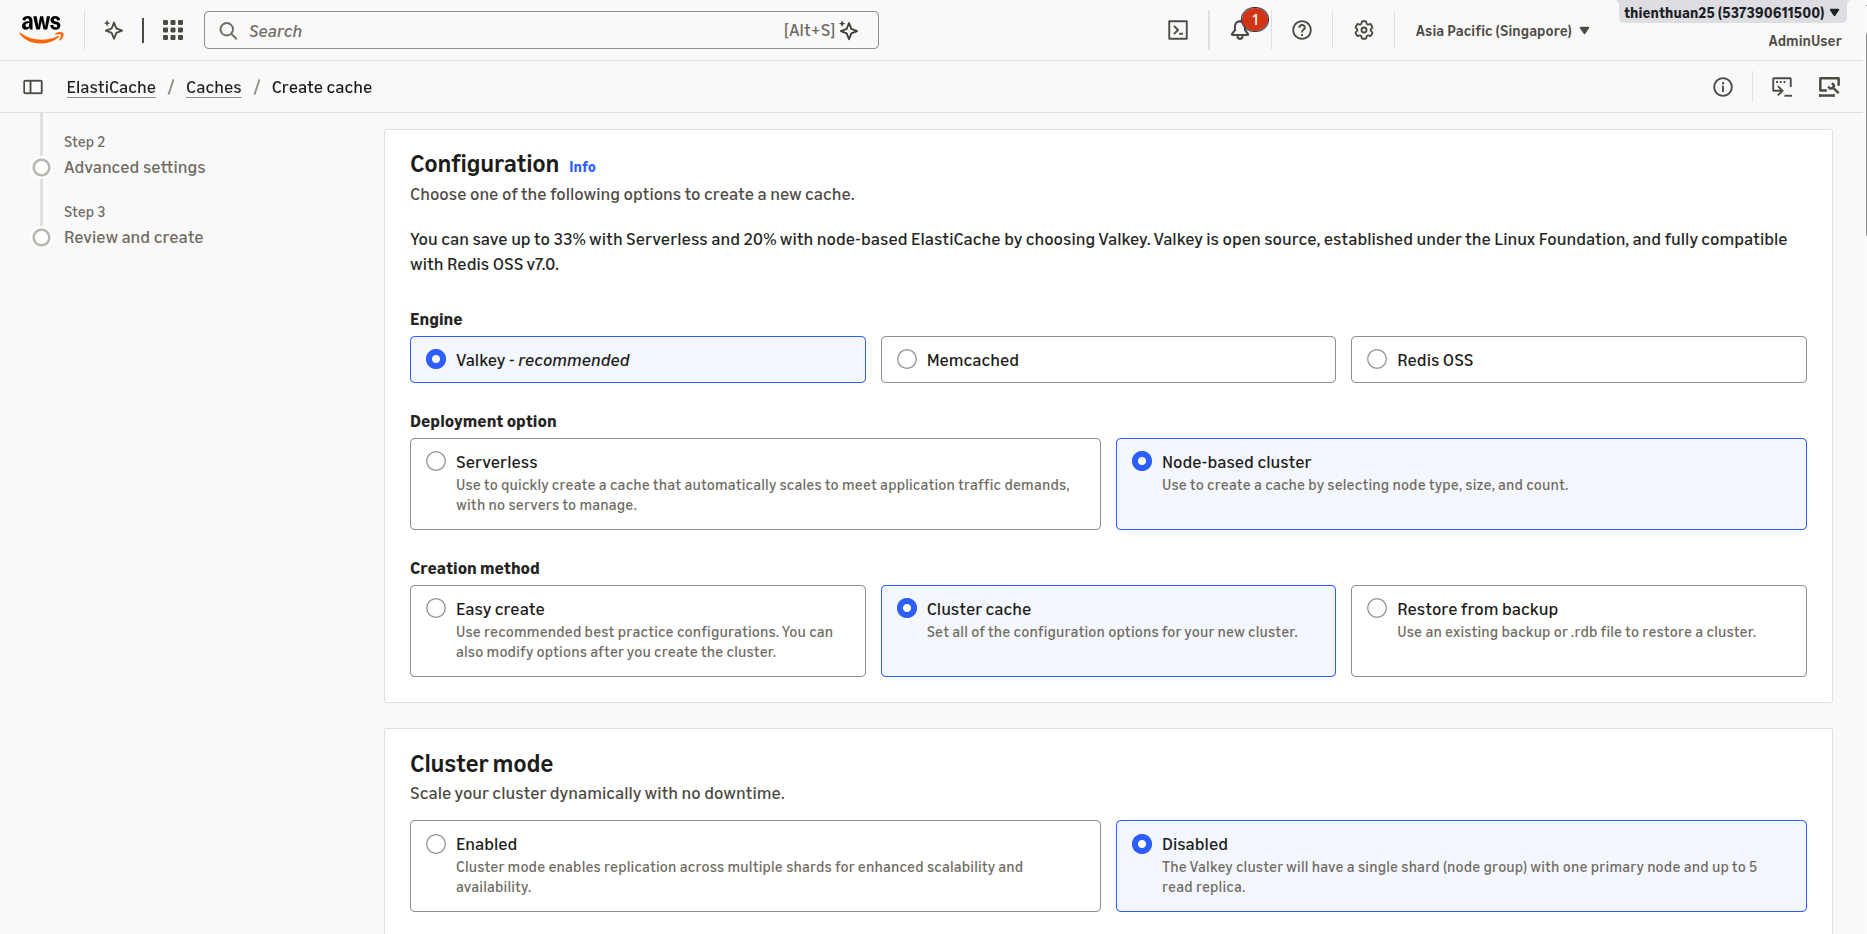 aws
Search
[Alt+S]
1
Asia Pacific (Singapore)
thienthuan25 (537390611500)
AdminUser
ElastiCache / Caches / Create cache
Step 2
Advanced settings
Step 3
Review and create
Configuration Info
Choose one of the following options to create a new cache.
You can save up to 33% with Serverless and 20% with node-based ElastiCache by choosing Valkey. Valkey is open source, established under the Linux Foundation, and fully compatible
with Redis OSS v7.0.
Engine
Valkey - recommended
Memcached
Redis OSS
Deployment option
Serverless
Use to quickly create a cache that automatically scales to meet application traffic demands,
with no servers to manage.
Node-based cluster
Use to create a cache by selecting node type, size, and count.
Creation method
Easy create
Use recommended best practice configurations. You can
also modify options after you create the cluster.
Cluster cache
Set all of the configuration options for your new cluster.
Restore from backup
Use an existing backup or .rdb file to restore a cluster.
Cluster mode
Scale your cluster dynamically with no downtime.
Enabled
Cluster mode enables replication across multiple shards for enhanced scalability and
availability.
Disabled
The Valkey cluster will have a single shard (node group) with one primary node and up to 5
read replica.